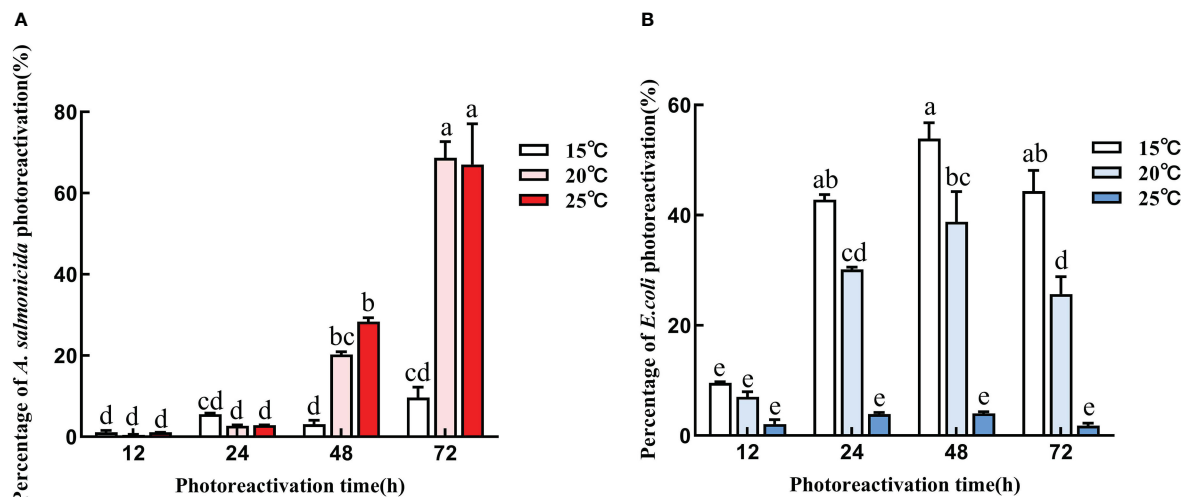 A
Percentage of A. salmonicida photoreactivation(%)
80
60
40
20
0
d d d
cd d d
d bc b
cd a a
12 24 48 72
Photoreactivation time(h)
15℃
20℃
25℃
B
Percentage of E.coli photoreactivation(%)
60
40
20
0
e e e
ab cd e
a bc e
ab d e
12 24 48 72
Photoreactivation time(h)
15℃
20℃
25℃